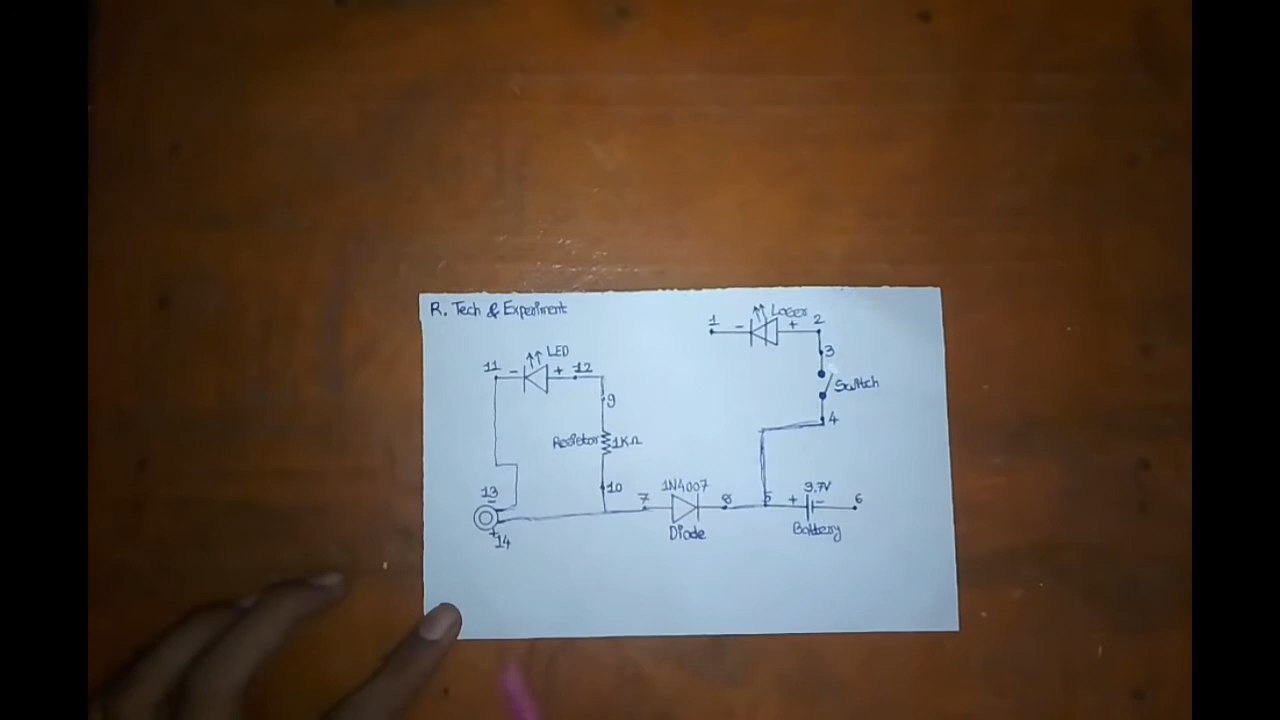 R. Tech & Experiment
1
-
Laser
+
2
3
Switch
4
11
-
LED
+
12
9
Resistor 1KΩ
10
13
-
+
14
7
1N4007
Diode
8
5
+
3.7V
-
6
Battery